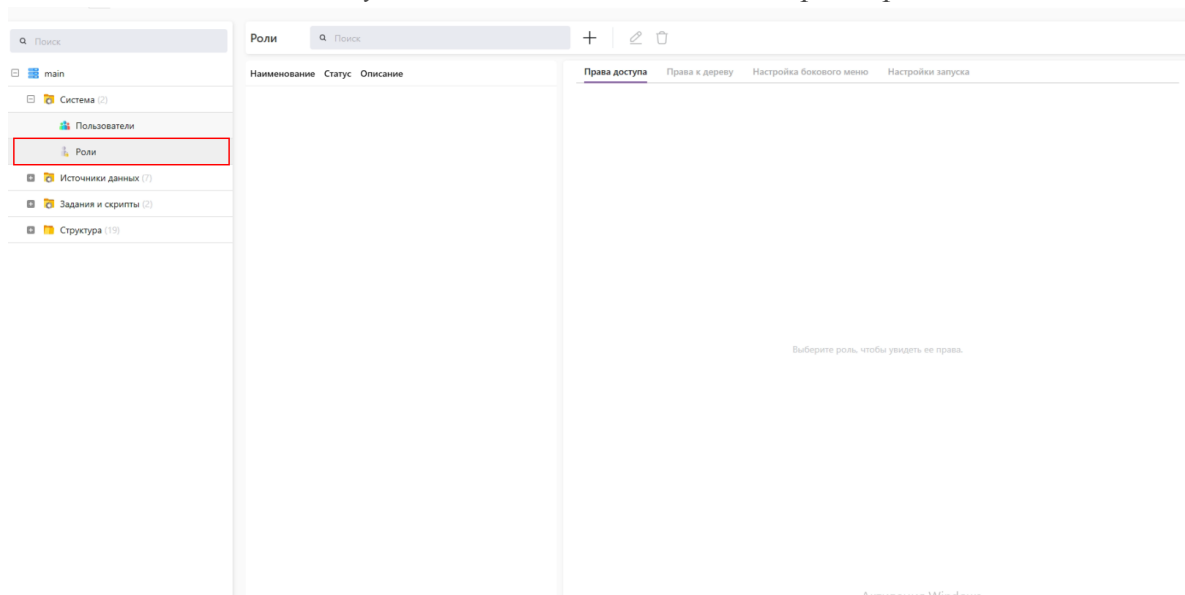 Поиск
main
Система (2)
Пользователи
Роли
Источники данных (7)
Задания и скрипты (2)
Структура (19)
Роли Поиск
Наименование Статус Описание
Права доступа Права к дереву Настройка бокового меню Настройки запуска
Выберите роль, чтобы увидеть ее права.